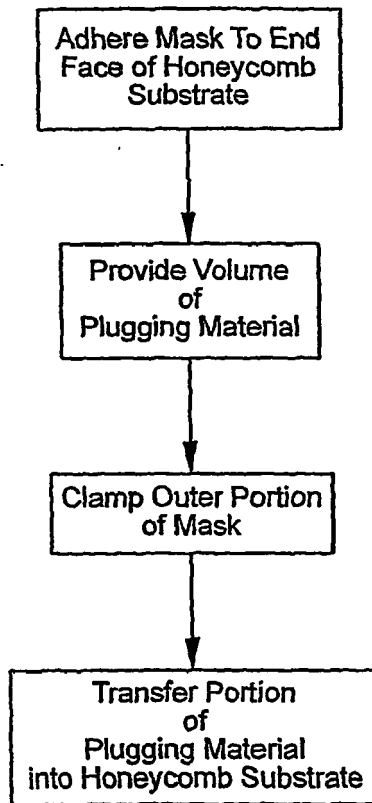 Adhere Mask To End
Face of Honeycomb
Substrate
Provide Volume
of
Plugging Material
Clamp Outer Portion
of Mask
Transfer Portion
of
Plugging Material
into Honeycomb Substrate